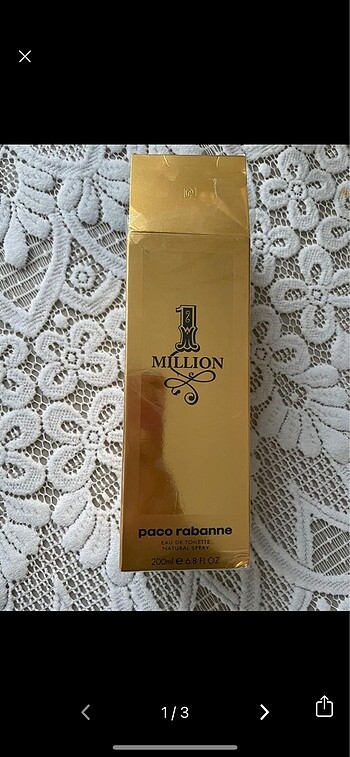 1
MILLION
paco rabanne
EAU DE TOILETTE
NATURAL SPRAY
200ml e 6.8 FL.OZ
1/3